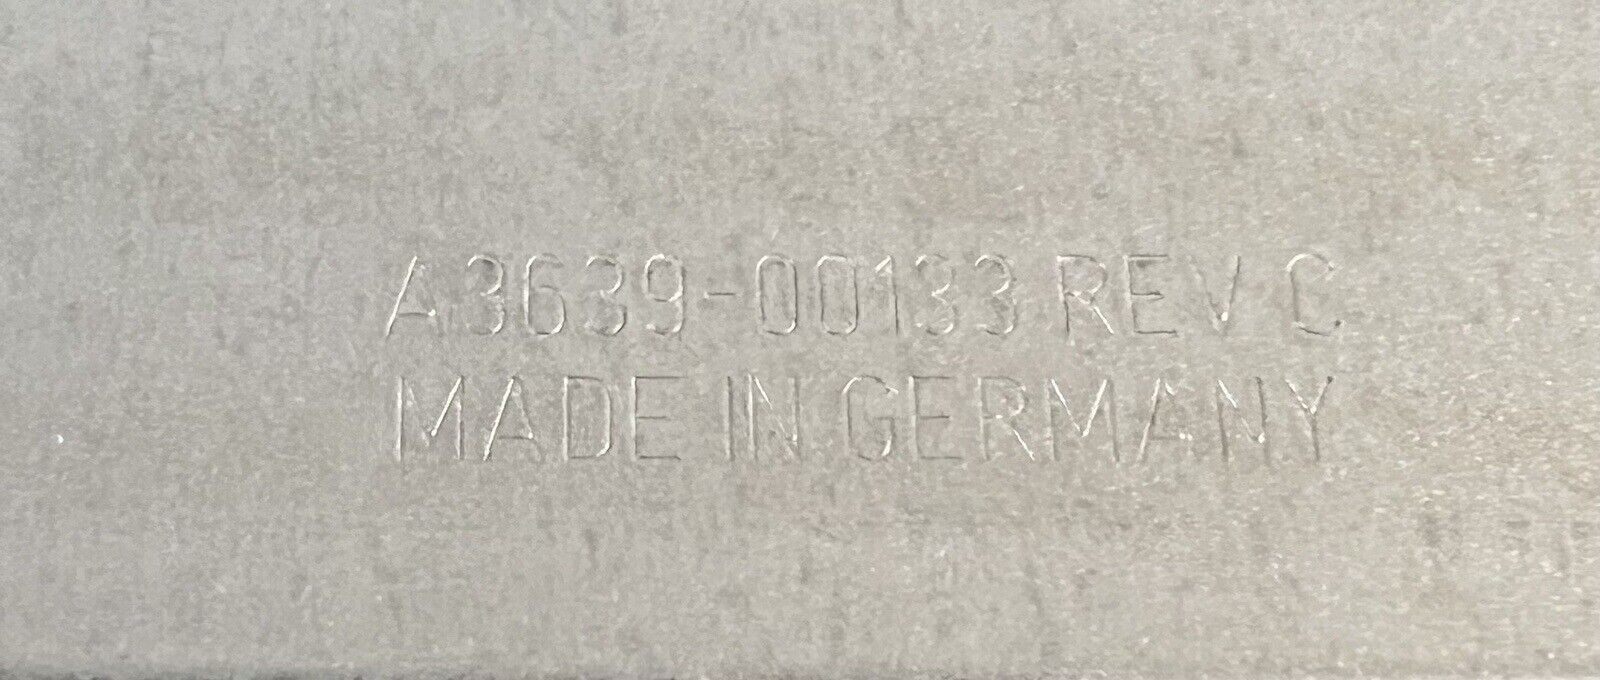 A3639-00133 REV C
MADE IN GERMANY